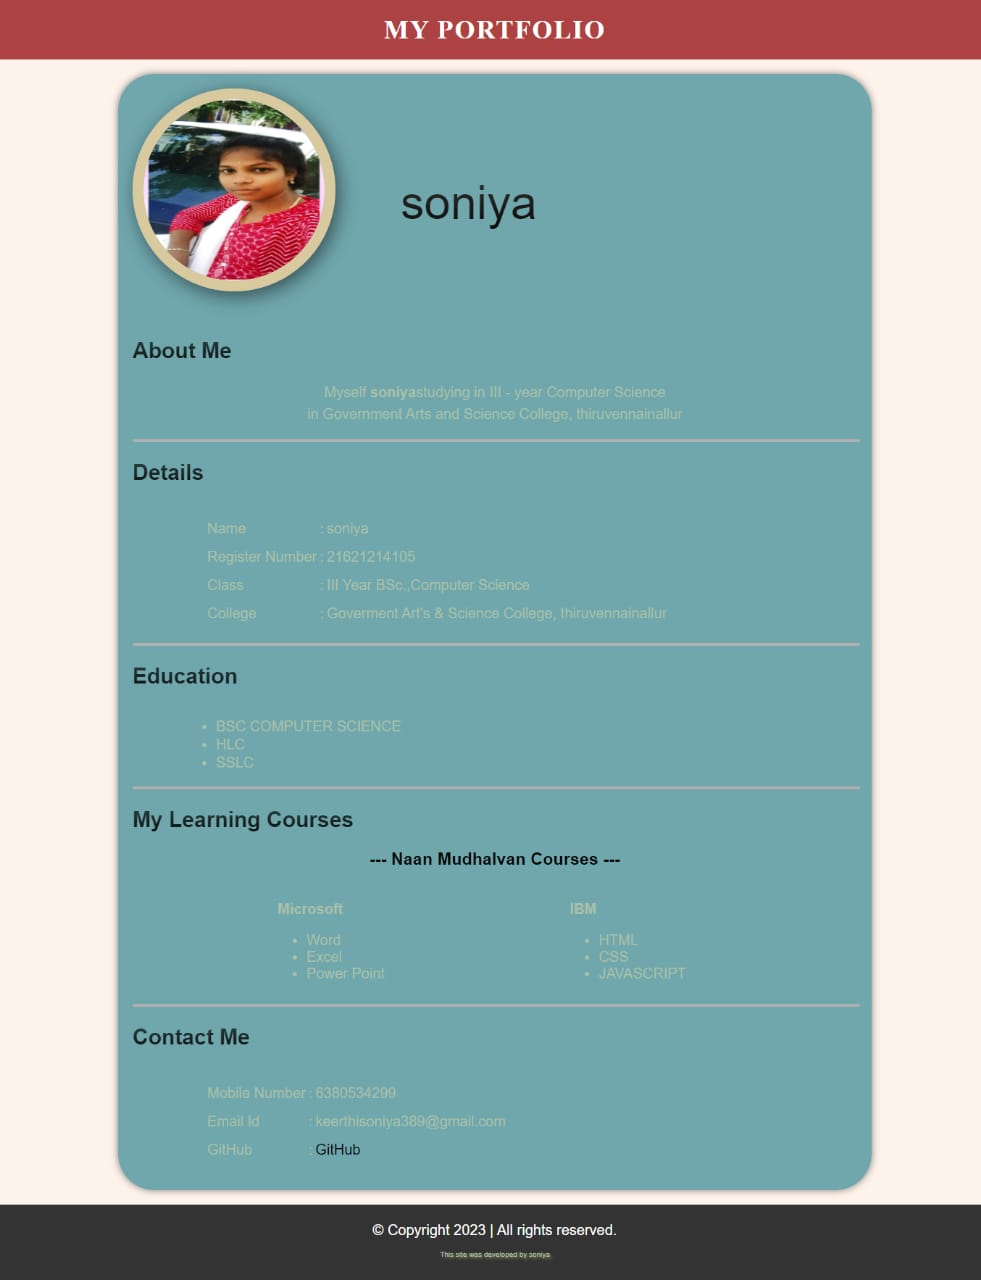 MY PORTFOLIO
soniya
About Me
Myself soniyastudying in III - year Computer Science
in Government Arts and Science College, thiruvennainallur
Details
Name : soniya
Register Number : 21621214105
Class : III Year BSc.,Computer Science
College : Goverment Art's & Science College, thiruvennainallur
Education
• BSC COMPUTER SCIENCE
• HLC
• SSLC
My Learning Courses
--- Naan Mudhalvan Courses ---
Microsoft
• Word
• Excel
• Power Point
IBM
• HTML
• CSS
• JAVASCRIPT
Contact Me
Mobile Number : 6380534299
Email Id : keerthisoniya389@gmail.com
GitHub : GitHub
© Copyright 2023 | All rights reserved.
This site was developed by soniya